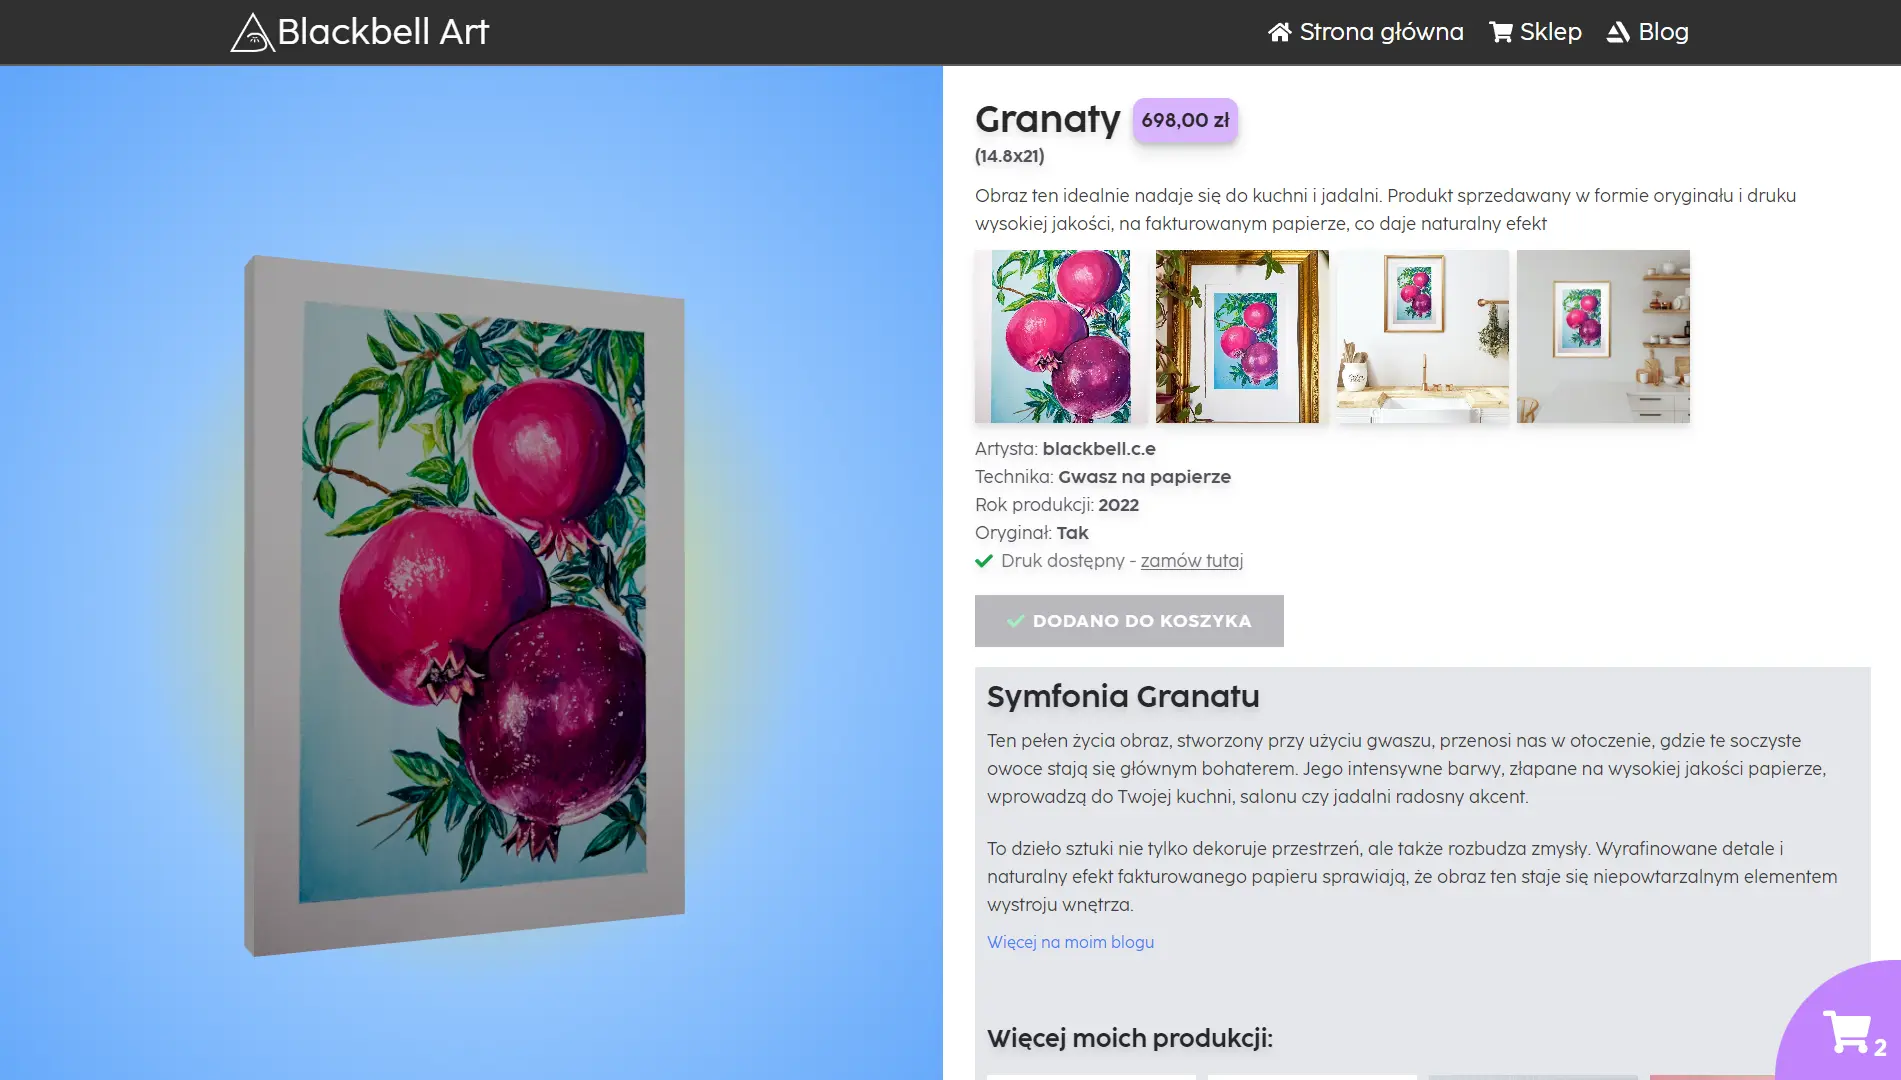 Blackbell Art
Strona główna
Sklep
Blog
Granaty
698,00 zł
(14.8x21)
Obraz ten idealnie nadaje się do kuchni i jadalni. Produkt sprzedawany w formie oryginału i druku
wysokiej jakości, na fakturowanym papierze, co daje naturalny efekt
Artysta: blackbell.c.e
Technika: Gwasz na papierze
Rok produkcji: 2022
Oryginał: Tak
Druk dostępny - zamów tutaj
DODANO DO KOSZYKA
Symfonia Granatu
Ten pełen życia obraz, stworzony przy użyciu gwaszu, przenosi nas w otoczenie, gdzie te soczyste
owoce stają się głównym bohaterem. Jego intensywne barwy, złapane na wysokiej jakości papierze,
wprowadzą do Twojej kuchni, salonu czy jadalni radosny akcent.
To dzieło sztuki nie tylko dekoruje przestrzeń, ale także rozbudza zmysły. Wyrafinowane detale i
naturalny efekt fakturowanego papieru sprawiają, że obraz ten staje się niepowtarzalnym elementem
wystroju wnętrza.
Więcej na moim blogu
Więcej moich produkcji:
2